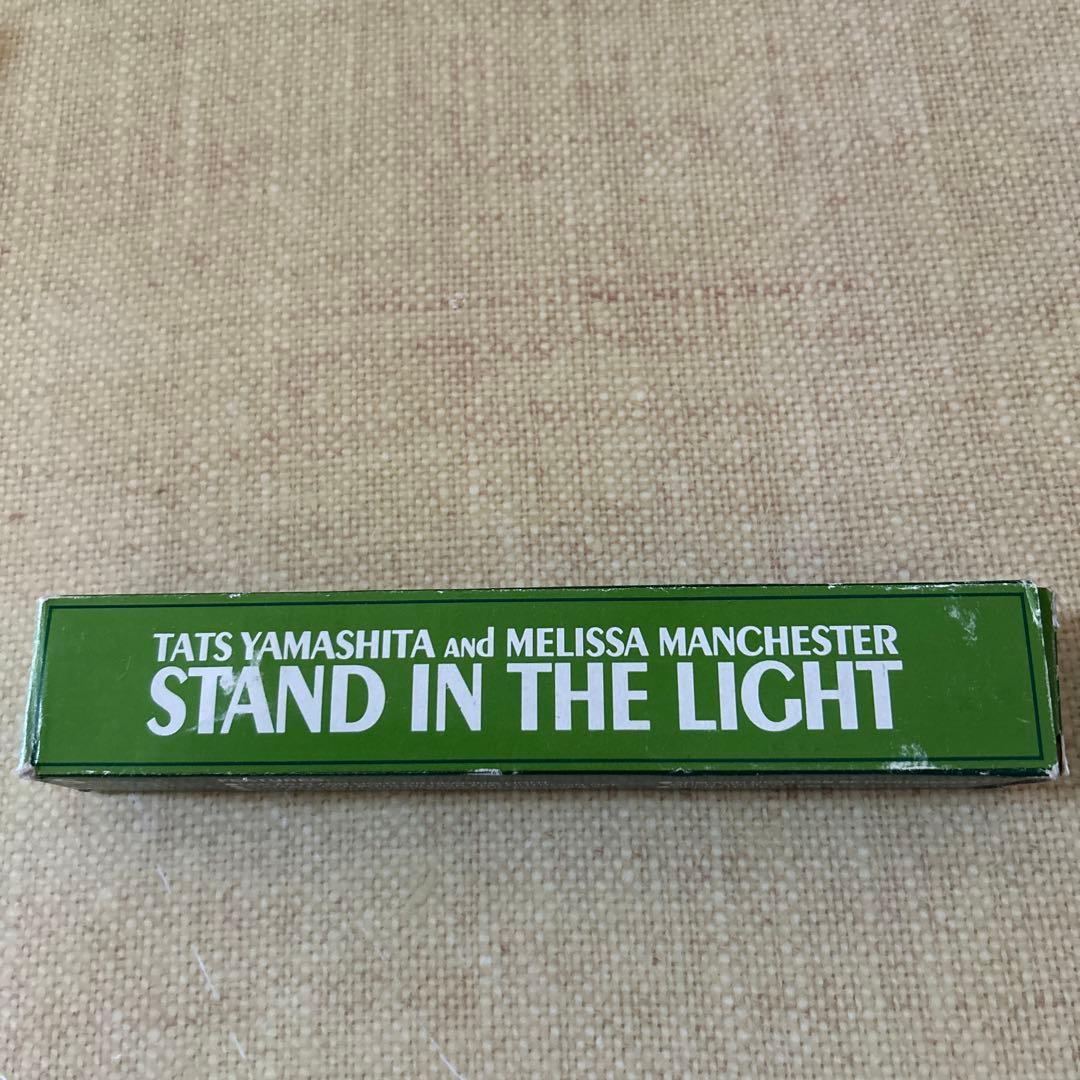 TATS YAMASHITA and MELISSA MANCHESTER
STAND IN THE LIGHT